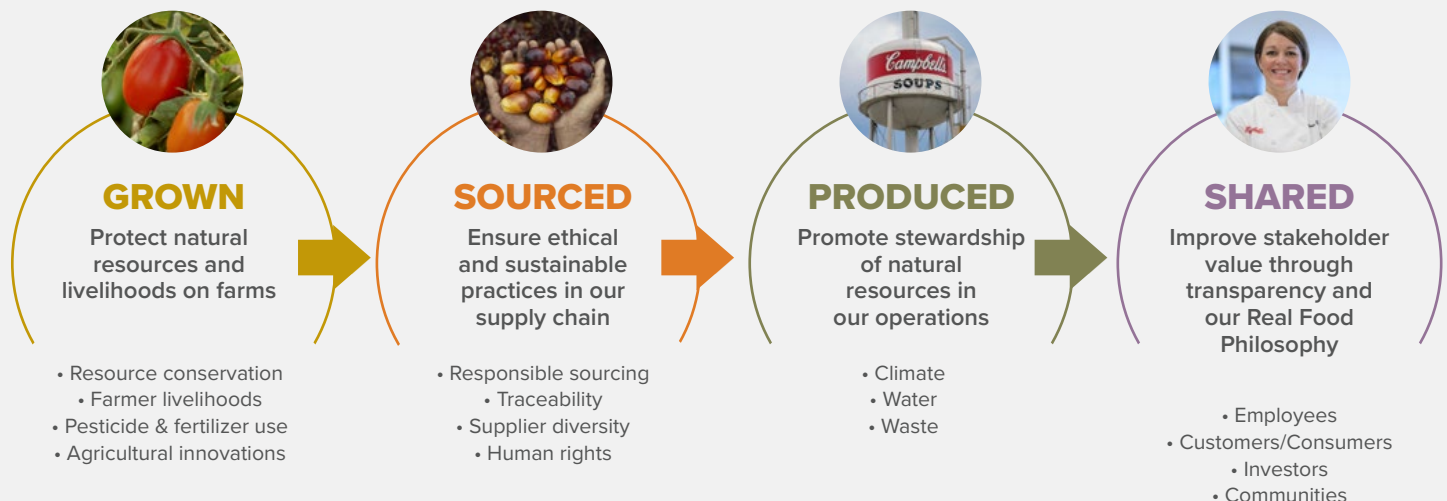 Campbell's
SOUPS
GROWN
Protect natural
resources and
livelihoods on farms
• Resource conservation
• Farmer livelihoods
• Pesticide & fertilizer use
• Agricultural innovations
SOURCED
Ensure ethical
and sustainable
practices in our
supply chain
• Responsible sourcing
• Traceability
• Supplier diversity
• Human rights
PRODUCED
Promote stewardship
of natural
resources in
our operations
• Climate
• Water
• Waste
SHARED
Improve stakeholder
value through
transparency and
our Real Food
Philosophy
• Employees
• Customers/Consumers
• Investors
• Communities